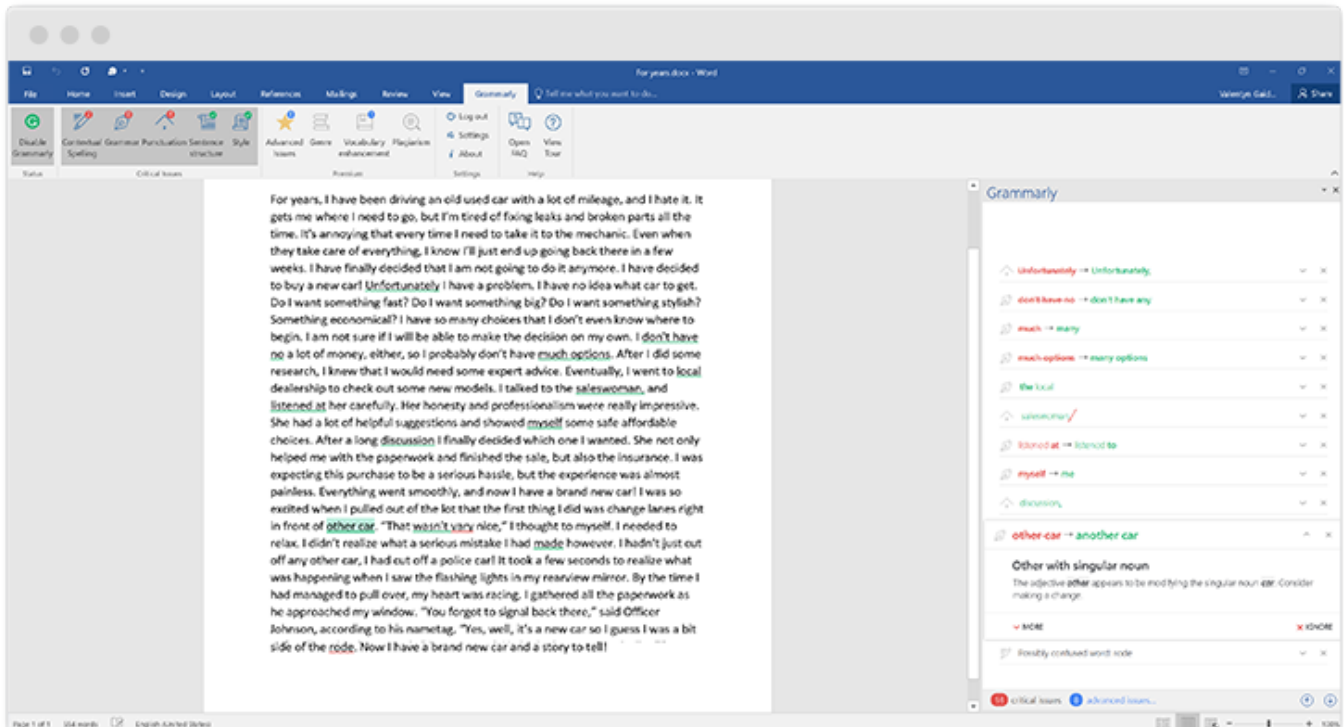 For years.docx - Word
File Home Insert Design Layout References Mailings Review View Grammarly Tell me what you want to do...
Share
Disable Grammarly
Contextual Spelling
Grammar
Punctuation
Sentence structure
Style
Advanced Issues
Genre
Vocabulary enhancement
Plagiarism
Log out
Settings
About
Open FAQ
View Tour
Status
Critical Issues
Premium
Settings
Help
For years, I have been driving an old used car with a lot of mileage, and I hate it. It
gets me where I need to go, but I'm tired of fixing leaks and broken parts all the
time. It's annoying that every time I need to take it to the mechanic. Even when
they take care of everything, I know I'll just end up going back there in a few
weeks. I have finally decided that I am not going to do it anymore. I have decided
to buy a new car! Unfortunately I have a problem. I have no idea what car to get.
Do I want something fast? Do I want something big? Do I want something stylish?
Something economical? I have so many choices that I don't even know where to
begin. I am not sure if I will be able to make the decision on my own. I don't have
no a lot of money, either, so I probably don't have much options. After I did some
research, I knew that I would need some expert advice. Eventually, I went to local
dealership to check out some new models. I talked to the saleswoman, and
listened at her carefully. Her honesty and professionalism were really impressive.
She had a lot of helpful suggestions and showed myself some safe affordable
choices. After a long discussion I finally decided which one I wanted. She not only
helped me with the paperwork and finished the sale, but also the insurance. I was
expecting this purchase to be a serious hassle, but the experience was almost
painless. Everything went smoothly, and now I have a brand new car! I was so
excited when I pulled out of the lot that the first thing I did was change lanes right
in front of other car. "That wasn't vary nice," I thought to myself. I needed to
relax. I didn't realize what a serious mistake I had made however. I hadn't just cut
off any other car, I had cut off a police car! It took a few seconds to realize what
was happening when I saw the flashing lights in my rearview mirror. By the time I
had managed to pull over, my heart was racing. I gathered all the paperwork as
he approached my window. "You forgot to signal back there," said Officer
Johnson, according to his nametag. "Yes, well, it's a new car so I guess I was a bit
side of the rode. Now I have a brand new car and a story to tell!
Grammarly
Unfortunately → Unfortunately,
don't have no → don't have any
much → many
much options → many options
the local
saleswoman
listened at → listened to
myself → me
discussion,
other car → another car
Other with singular noun
The adjective other appears to be modifying the singular noun car. Consider
making a change.
MORE
IGNORE
Possibly confused word: rode
critical issues
advanced issues...
Page 1 of 1
words
English (United States)